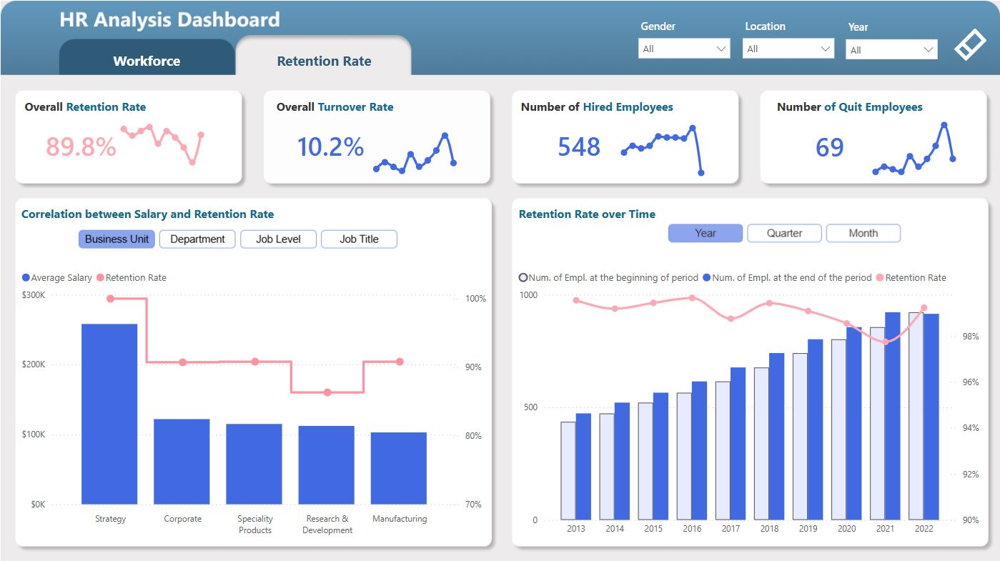 HR Analysis Dashboard
Workforce
Retention Rate
Gender
All
Location
All
Year
All
Overall Retention Rate
89.8%
Overall Turnover Rate
10.2%
Number of Hired Employees
548
Number of Quit Employees
69
Correlation between Salary and Retention Rate
Business Unit
Department
Job Level
Job Title
Average Salary
Retention Rate
$300K
$200K
$100K
$0K
100%
90%
80%
70%
Strategy
Corporate
Speciality
Products
Research &
Development
Manufacturing
Retention Rate over Time
Year
Quarter
Month
Num. of Empl. at the beginning of period
Num. of Empl. at the end of the period
Retention Rate
1000
500
0
98%
96%
94%
92%
90%
2013
2014
2015
2016
2017
2018
2019
2020
2021
2022